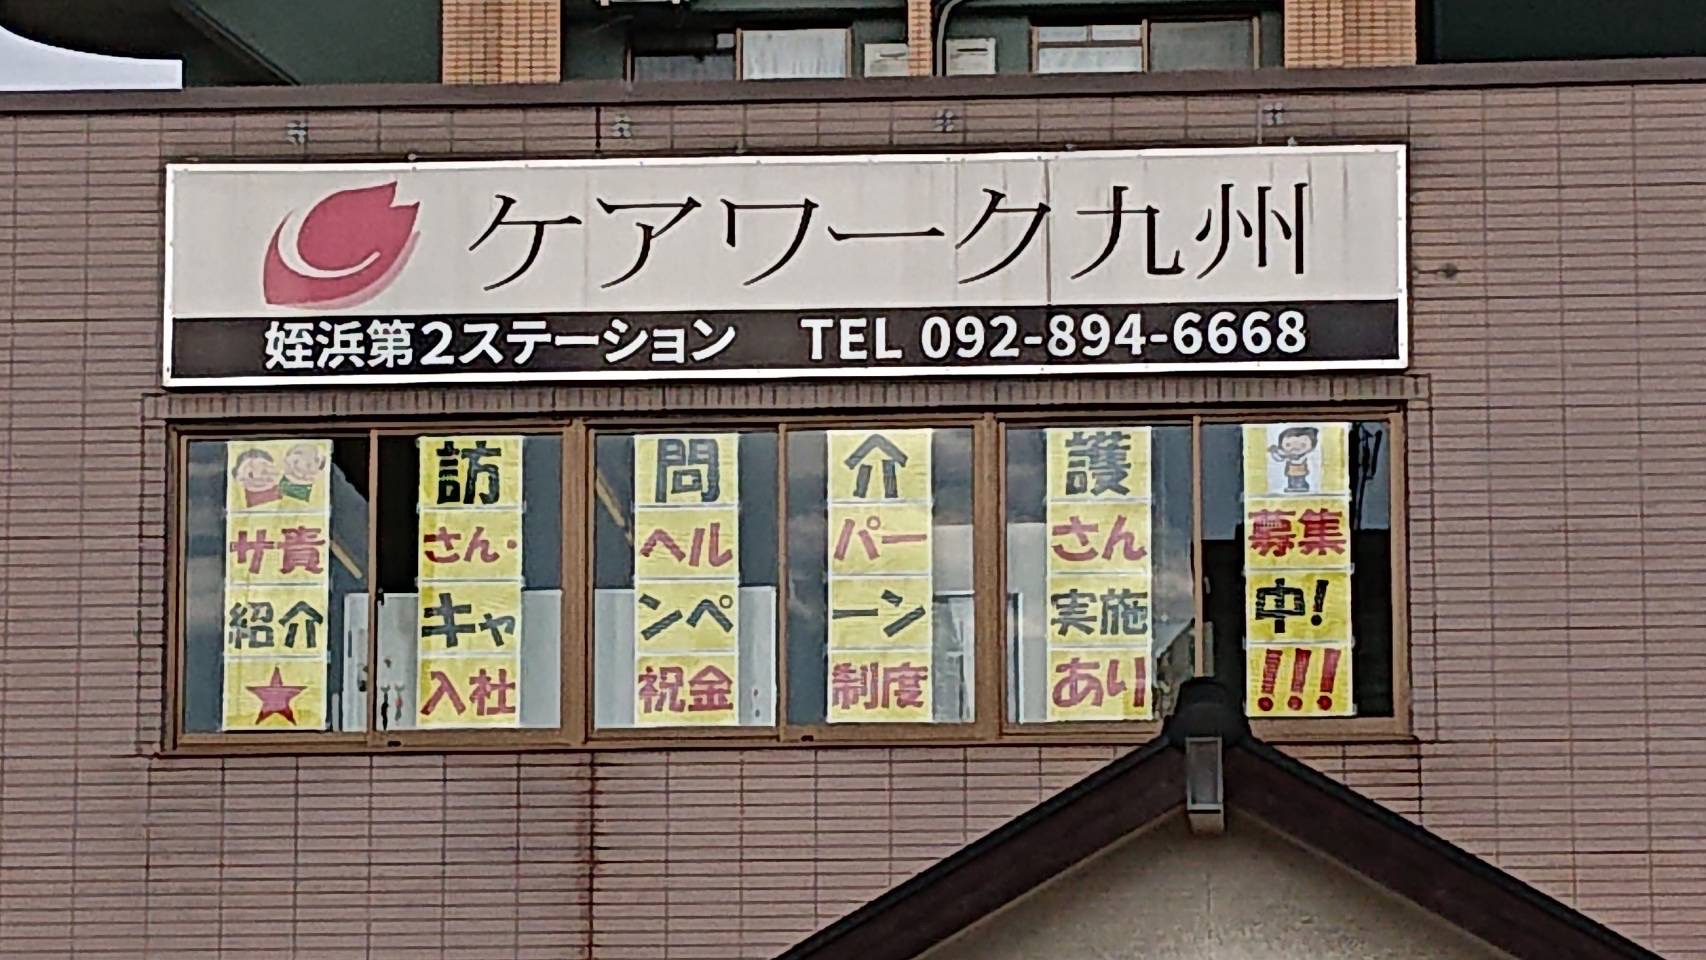 ケアワーク九州
姪浜第2ステーション TEL 092-894-6668
訪問介護
サ責さん・ヘルパーさん募集
紹介キャンペーン実施中!
★入社祝金制度あり!!!